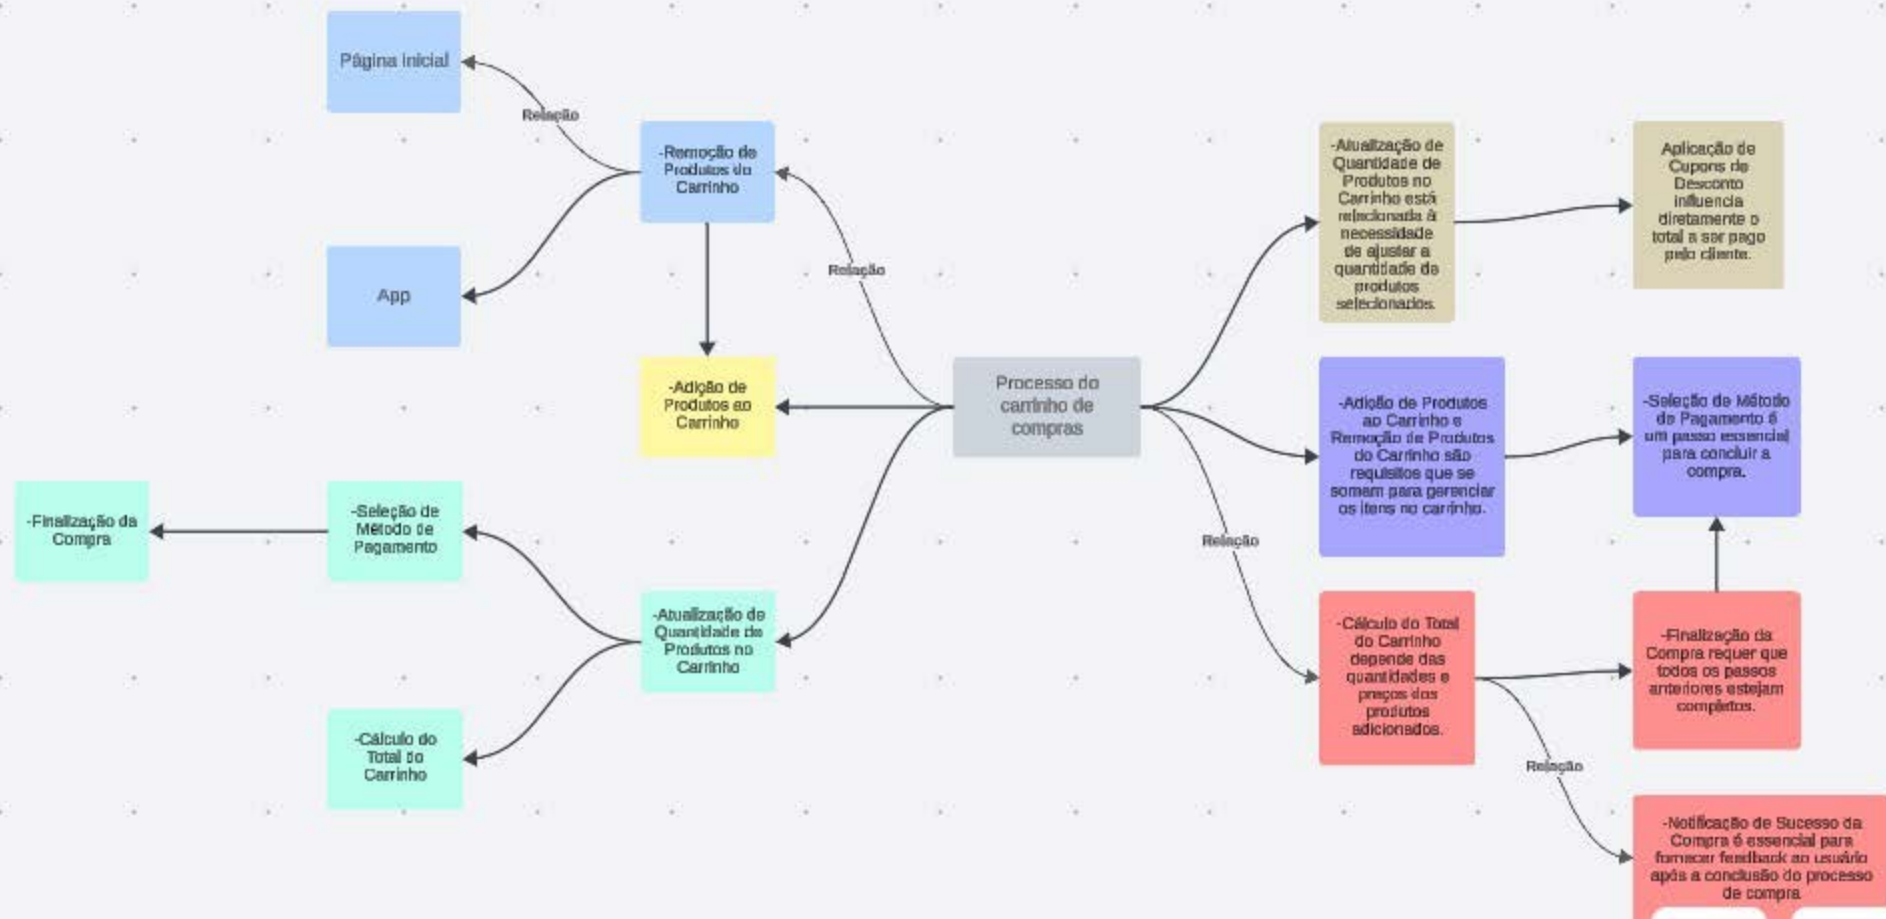 Página Inicial
Relação
-Remoção de
Produtos do
Carrinho
App
Relação
-Adição de
Produtos ao
Carrinho
Processo do
carrinho de
compras
-Finalização da
Compra
-Seleção de
Método de
Pagamento
-Atualização de
Quantidade de
Produtos no
Carrinho
-Cálculo do
Total do
Carrinho
-Atualização de
Quantidade de
Produtos no
Carrinho está
relacionada à
necessidade
de ajustar a
quantidade de
produtos
selecionados.
Aplicação de
Cupons de
Desconto
influencia
diretamente o
total a ser pago
pelo cliente.
-Adição de Produtos
ao Carrinho e
Remoção de Produtos
do Carrinho são
requisitos que se
somam para gerenciar
os itens no carrinho.
-Seleção de Método
de Pagamento é
um passo essencial
para concluir a
compra.
Relação
-Cálculo do Total
do Carrinho
depende das
quantidades e
preços dos
produtos
adicionados.
-Finalização da
Compra requer que
todos os passos
anteriores estejam
completos.
Relação
-Notificação de Sucesso da
Compra é essencial para
fornecer feedback ao usuário
após a conclusão do processo
de compra